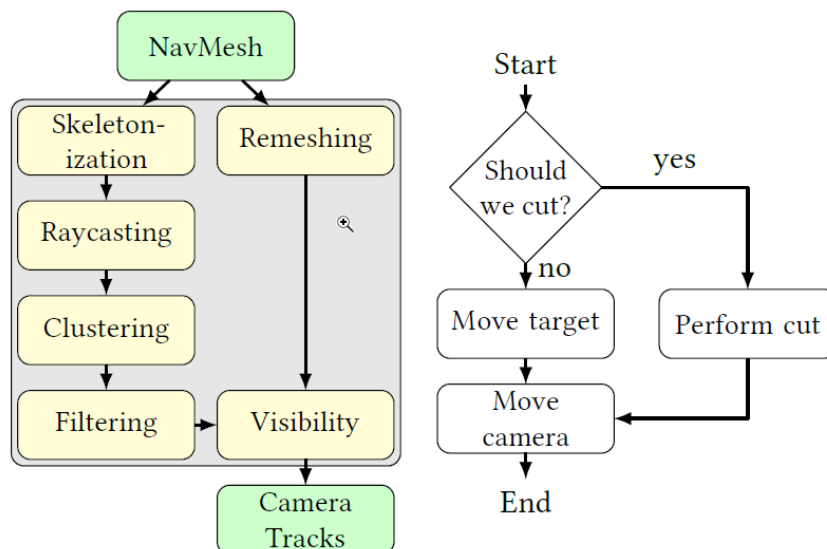 NavMesh
Skeleton-
ization
Remeshing
Raycasting
Clustering
Filtering
Visibility
Camera
Tracks
Start
Should
we cut?
yes
no
Move target
Perform cut
Move
camera
End